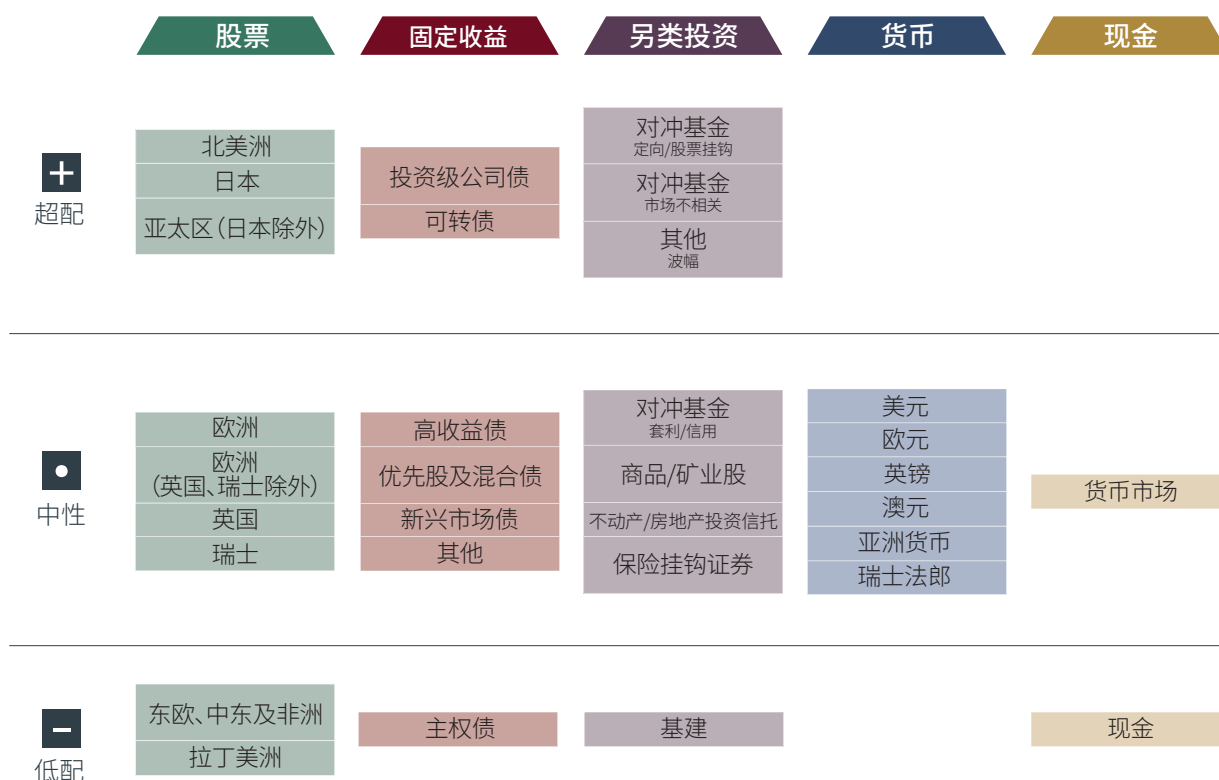 股票
固定收益
另类投资
货币
现金
超配
北美洲
日本
亚太区（日本除外）
投资级公司债
可转债
对冲基金
定向/股票挂钩
对冲基金
市场不相关
其他
波幅
中性
欧洲
欧洲
（英国、瑞士除外）
英国
瑞士
高收益债
优先股及混合债
新兴市场债
其他
对冲基金
套利/信用
商品/矿业股
不动产/房地产投资信托
保险挂钩证券
美元
欧元
英镑
澳元
亚洲货币
瑞士法郎
货币市场
低配
东欧、中东及非洲
拉丁美洲
主权债
基建
现金